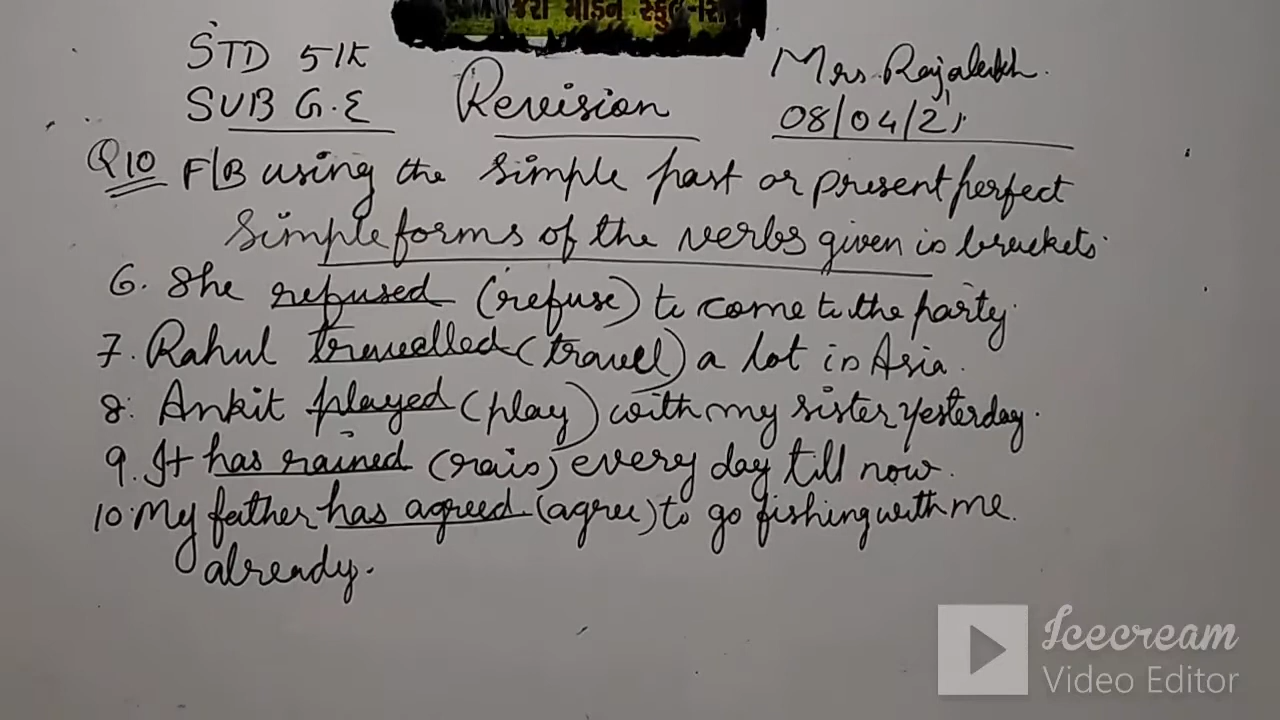 મોડર્ન સ્કુલ
STD 5th
SUB G.E
Revision
Mrs. Rajalekh.
08/04/21
Q10 F/B using the simple past or present perfect
simple forms of the verbs given in brackets.
6. She refused (refuse) to come to the party.
7. Rahul travelled (travel) a lot in Asia.
8. Ankit played (play) with my sister yesterday.
9. It has rained (rain) every day till now.
10. My father has agreed (agree) to go fishing with me.
already.
Icecream
Video Editor